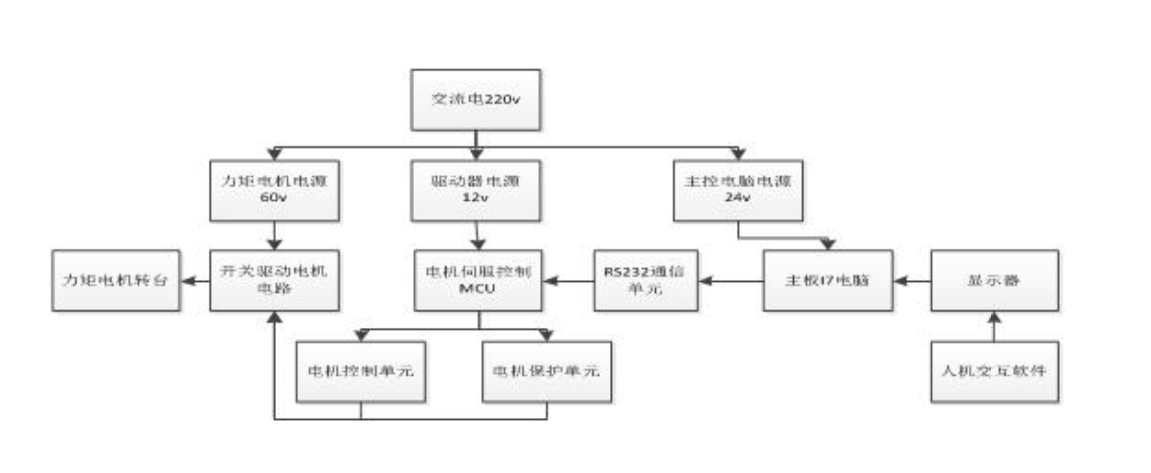 交流电220v
力矩电机电源
60v
驱动器电源
12v
主控电脑电源
24v
力矩电机转台
开关驱动电机
电路
电机伺服控制
MCU
RS232通信
单元
主板I7电脑
显示器
电机控制单元
电机保护单元
人机交互软件